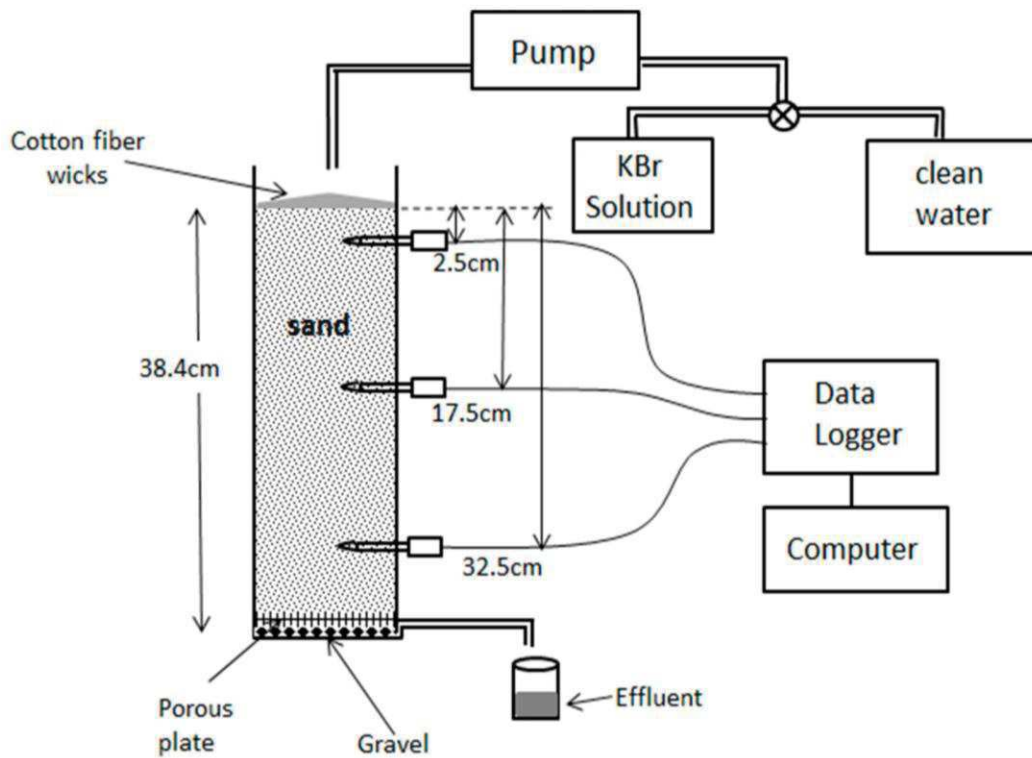 Pump
Cotton fiber
wicks
KBr
Solution
clean
water
2.5cm
sand
38.4cm
17.5cm
Data
Logger
32.5cm
Computer
Porous
plate
Gravel
Effluent